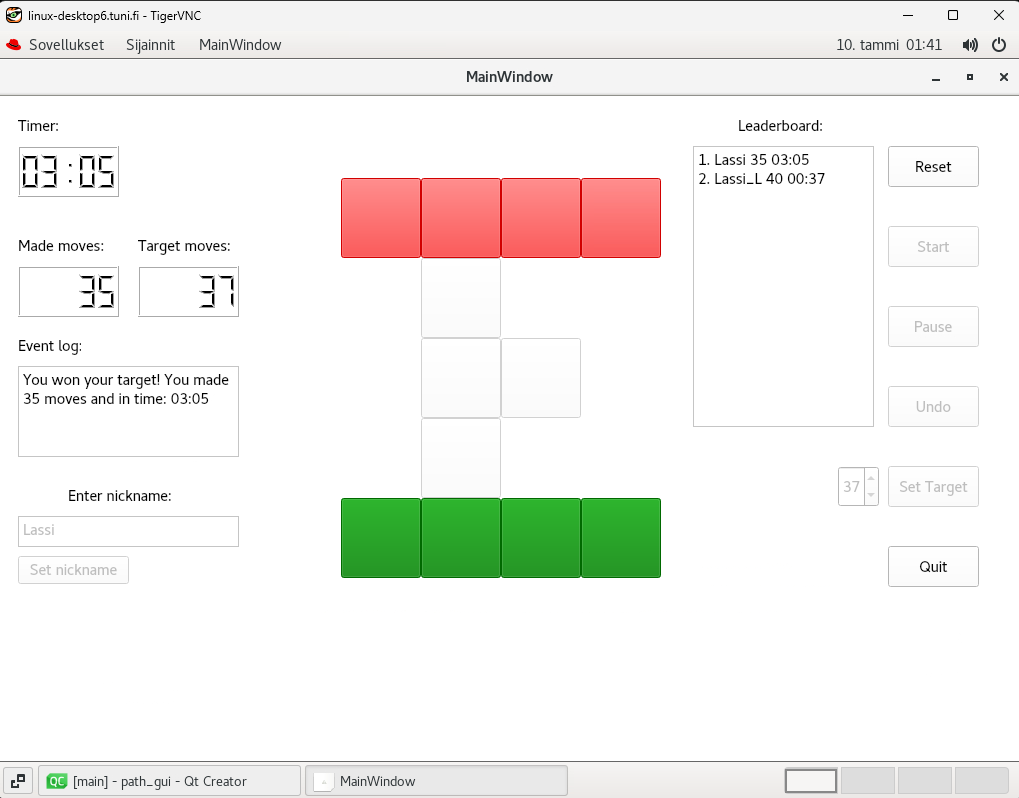 linux-desktop6.tuni.fi - TigerVNC
Sovellukset Sijainnit MainWindow 10. tammi 01:41
MainWindow
Timer:
03:05
Made moves: Target moves:
35 37
Event log:
You won your target! You made
35 moves and in time: 03:05
Enter nickname:
Lassi
Set nickname
Leaderboard:
1. Lassi 35 03:05
2. Lassi_L 40 00:37
Reset
Start
Pause
Undo
37 Set Target
Quit
QC [main] - path_gui - Qt Creator
MainWindow